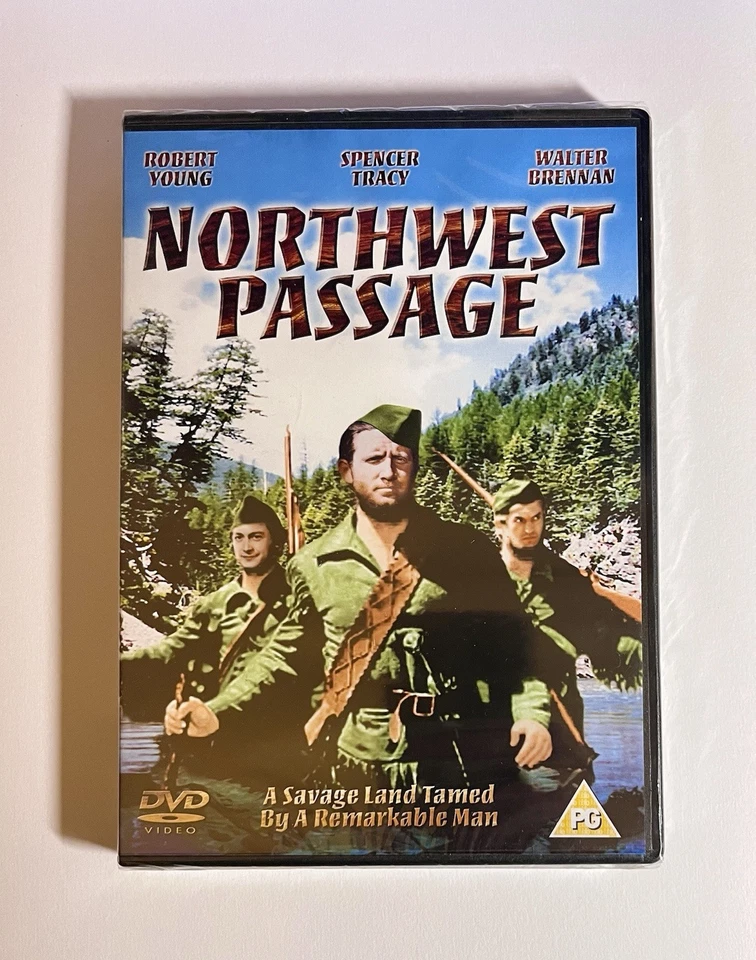 ROBERT YOUNG
SPENCER TRACY
WALTER BRENNAN
NORTHWEST
PASSAGE
A Savage Land Tamed
By A Remarkable Man
DVD
VIDEO
PG